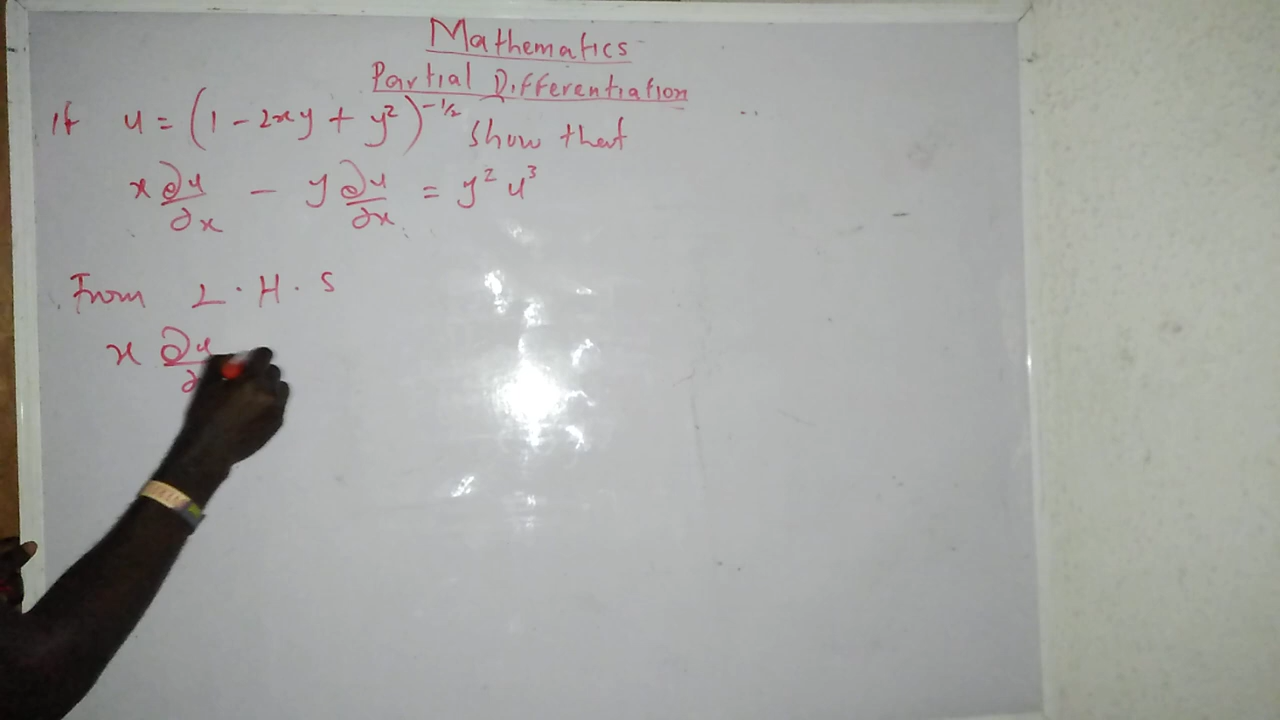 Mathematics
Partial Differentiation
If u = (1 - 2xy + y²)^-1/2 show that
x ∂u/∂x - y ∂u/∂x = y² u³
From L.H.S
x ∂u